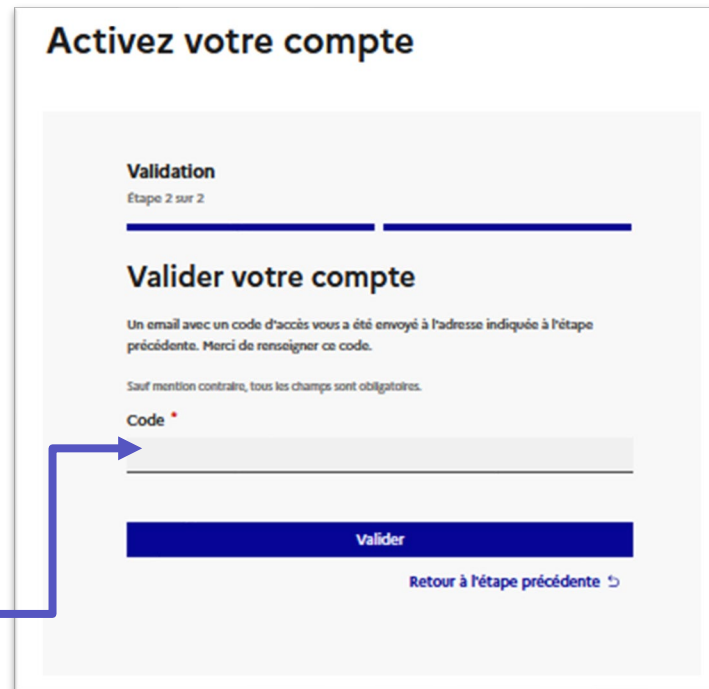 Activez votre compte
Validation
Étape 2 sur 2
Valider votre compte
Un email avec un code d'accès vous a été envoyé à l'adresse indiquée à l'étape
précédente. Merci de renseigner ce code.
Sauf mention contraire, tous les champs sont obligatoires.
Code *
Valider
Retour à l'étape précédente